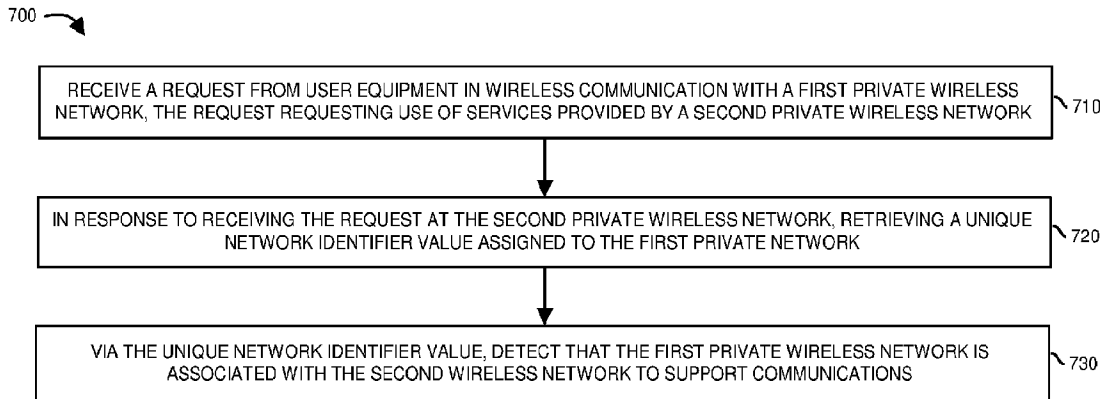 700
RECEIVE A REQUEST FROM USER EQUIPMENT IN WIRELESS COMMUNICATION WITH A FIRST PRIVATE WIRELESS
NETWORK, THE REQUEST REQUESTING USE OF SERVICES PROVIDED BY A SECOND PRIVATE WIRELESS NETWORK
710
IN RESPONSE TO RECEIVING THE REQUEST AT THE SECOND PRIVATE WIRELESS NETWORK, RETRIEVING A UNIQUE
NETWORK IDENTIFIER VALUE ASSIGNED TO THE FIRST PRIVATE NETWORK
720
VIA THE UNIQUE NETWORK IDENTIFIER VALUE, DETECT THAT THE FIRST PRIVATE WIRELESS NETWORK IS
ASSOCIATED WITH THE SECOND WIRELESS NETWORK TO SUPPORT COMMUNICATIONS
730